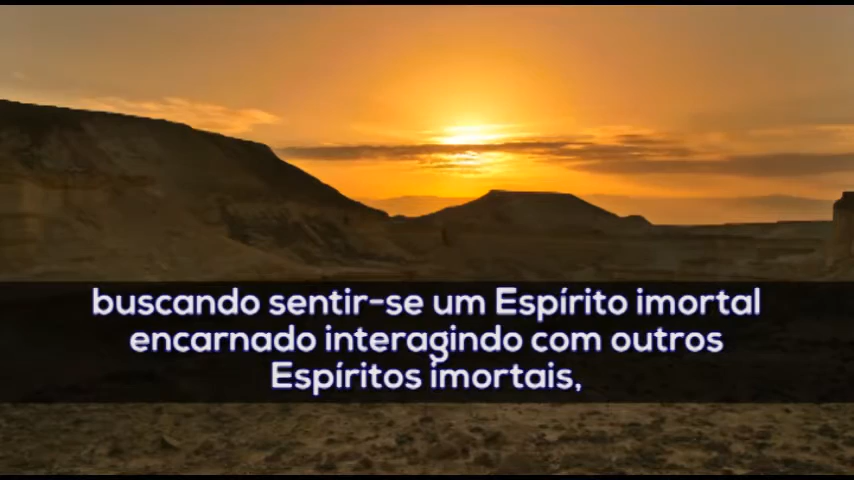 buscando sentir-se um Espírito imortal
encarnado interagindo com outros
Espíritos imortais,